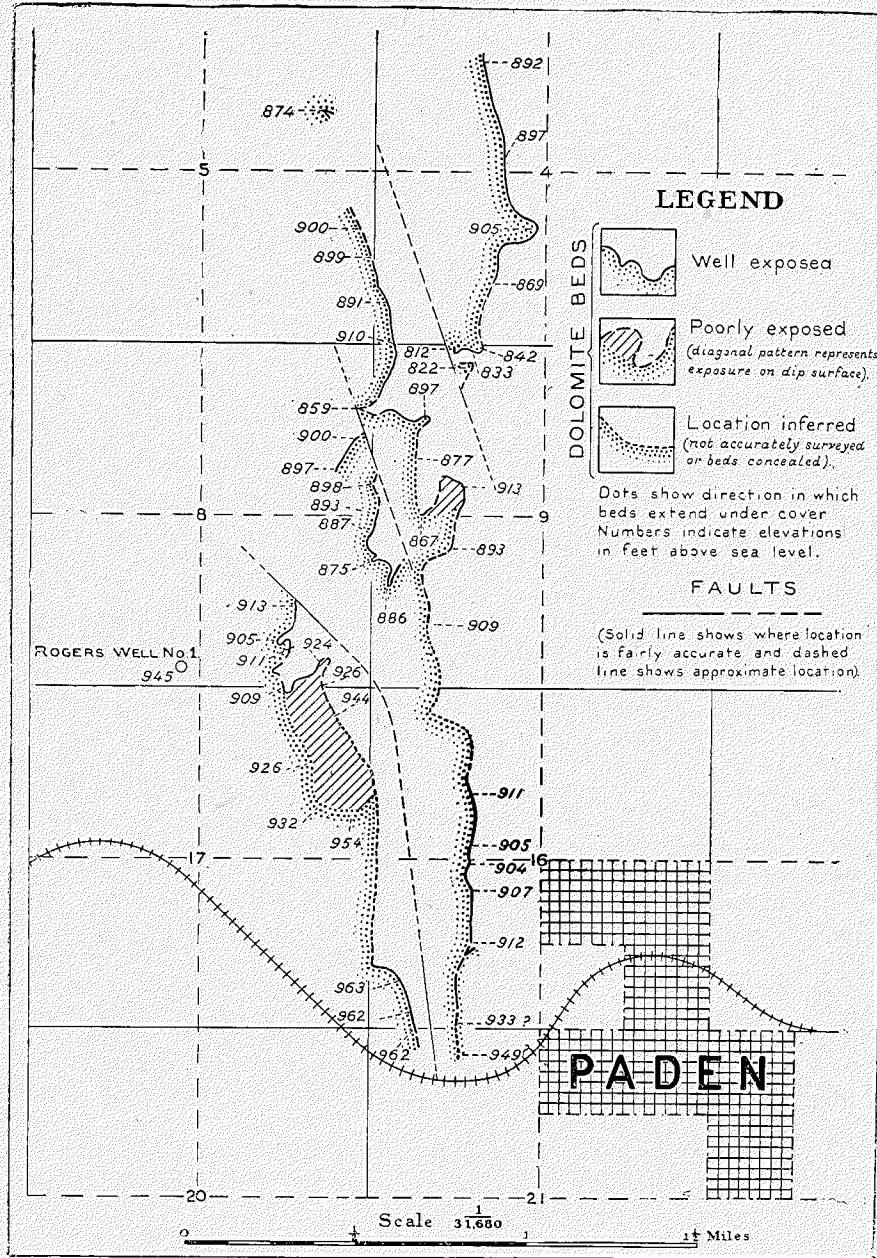 892
874
897
5
4
LEGEND
900
905
899
869
891
910
812
842
822
833
897
859
900
897
877
898
913
893
8
9
887
867
893
875
886
913
909
905
924
ROGERS WELL No.1
945
911
926
909
944
926
911
932
954
905
17
16
904
907
912
963
962
933?
962
949
PADEN
20
21
DOLOMITE BEDS
Well exposed
Poorly exposed
(diagonal pattern represents
exposure on dip surface).
Location inferred
(not accurately surveyed
or beds concealed).
Dots show direction in which
beds extend under cover
Numbers indicate elevations
in feet above sea level.
FAULTS
(Solid line shows where location
is fairly accurate and dashed
line shows approximate location)
Scale 1/31,680
0
Miles